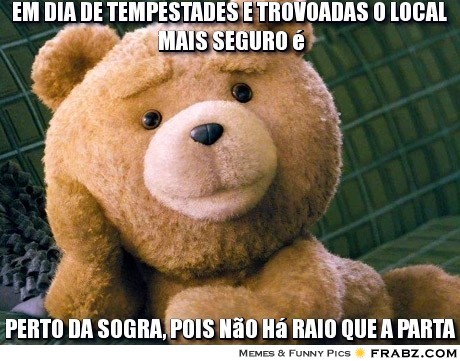 EM DIA DE TEMPESTADES E TROVOADAS O LOCAL
MAIS SEGURO é
PERTO DA SOGRA, POIS Não Há RAIO QUE A PARTA
MEMES & FUNNY PICS FRABZ.COM